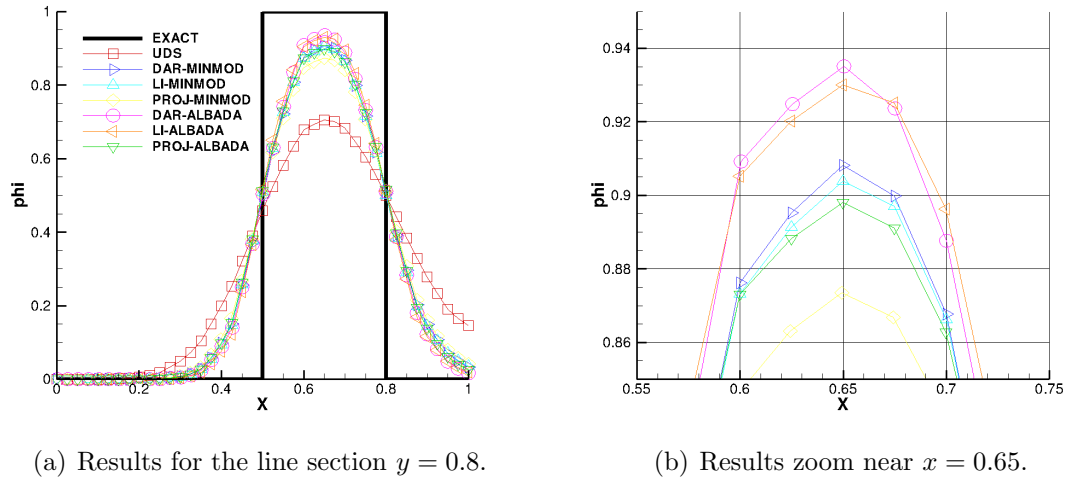 1
0.8
0.6
0.4
0.2
0
phi
EXACT
UDS
DAR-MINMOD
LI-MINMOD
PROJ-MINMOD
DAR-ALBADA
LI-ALBADA
PROJ-ALBADA
0 0.2 0.4 0.6 0.8 1
X
0.94
0.92
0.9
0.88
0.86
phi
0.55 0.6 0.65 0.7 0.75
X
(a) Results for the line section y = 0.8.
(b) Results zoom near x = 0.65.